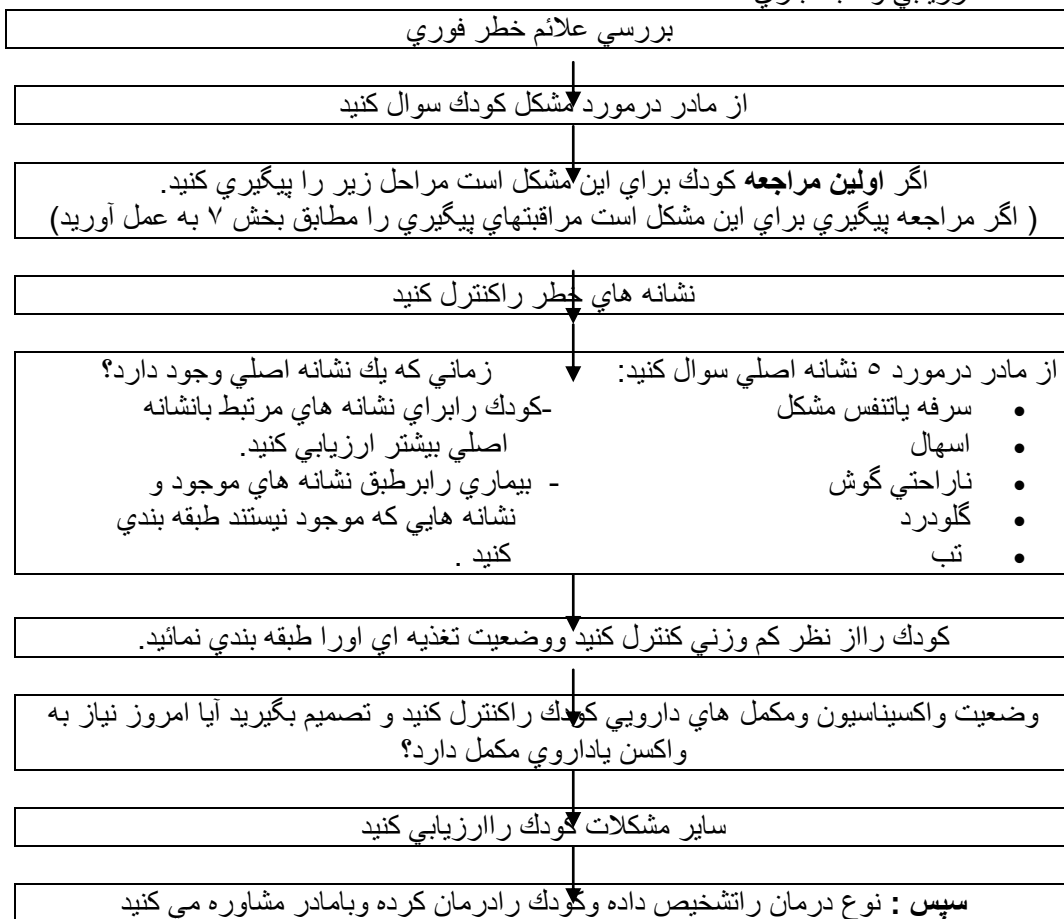 بررسي علائم خطر فوري
از مادر درمورد مشكل كودك سوال كنيد
اگر اولين مراجعه كودك براي اين مشكل است مراحل زير را پيگيري كنيد.
( اگر مراجعه پيگيري براي اين مشكل است مراقبتهاي پيگيري را مطابق بخش ٧ به عمل آوريد)
نشانه هاي خطر راكنترل كنيد
از مادر درمورد ٥ نشانه اصلي سوال كنيد:
• سرفه ياتنفس مشكل
• اسهال
• ناراحتي گوش
• گلودرد
• تب
زماني كه يك نشانه اصلي وجود دارد؟
-كودك رابراي نشانه هاي مرتبط بانشانه
اصلي بيشتر ارزيابي كنيد.
- بيماري رابرطبق نشانه هاي موجود و
نشانه هايي كه موجود نيستند طبقه بندي
كنيد .
كودك رااز نظر كم وزني كنترل كنيد ووضعيت تغذيه اي اورا طبقه بندي نمائيد.
وضعيت واكسيناسيون ومكمل هاي دارويي كودك راكنترل كنيد و تصميم بگيريد آيا امروز نياز به
واكسن ياداروي مكمل دارد؟
ساير مشكلات كودك راارزيابي كنيد
سپس : نوع درمان راتشخيص داده وكودك رادرمان كرده وبامادر مشاوره مي كنيد